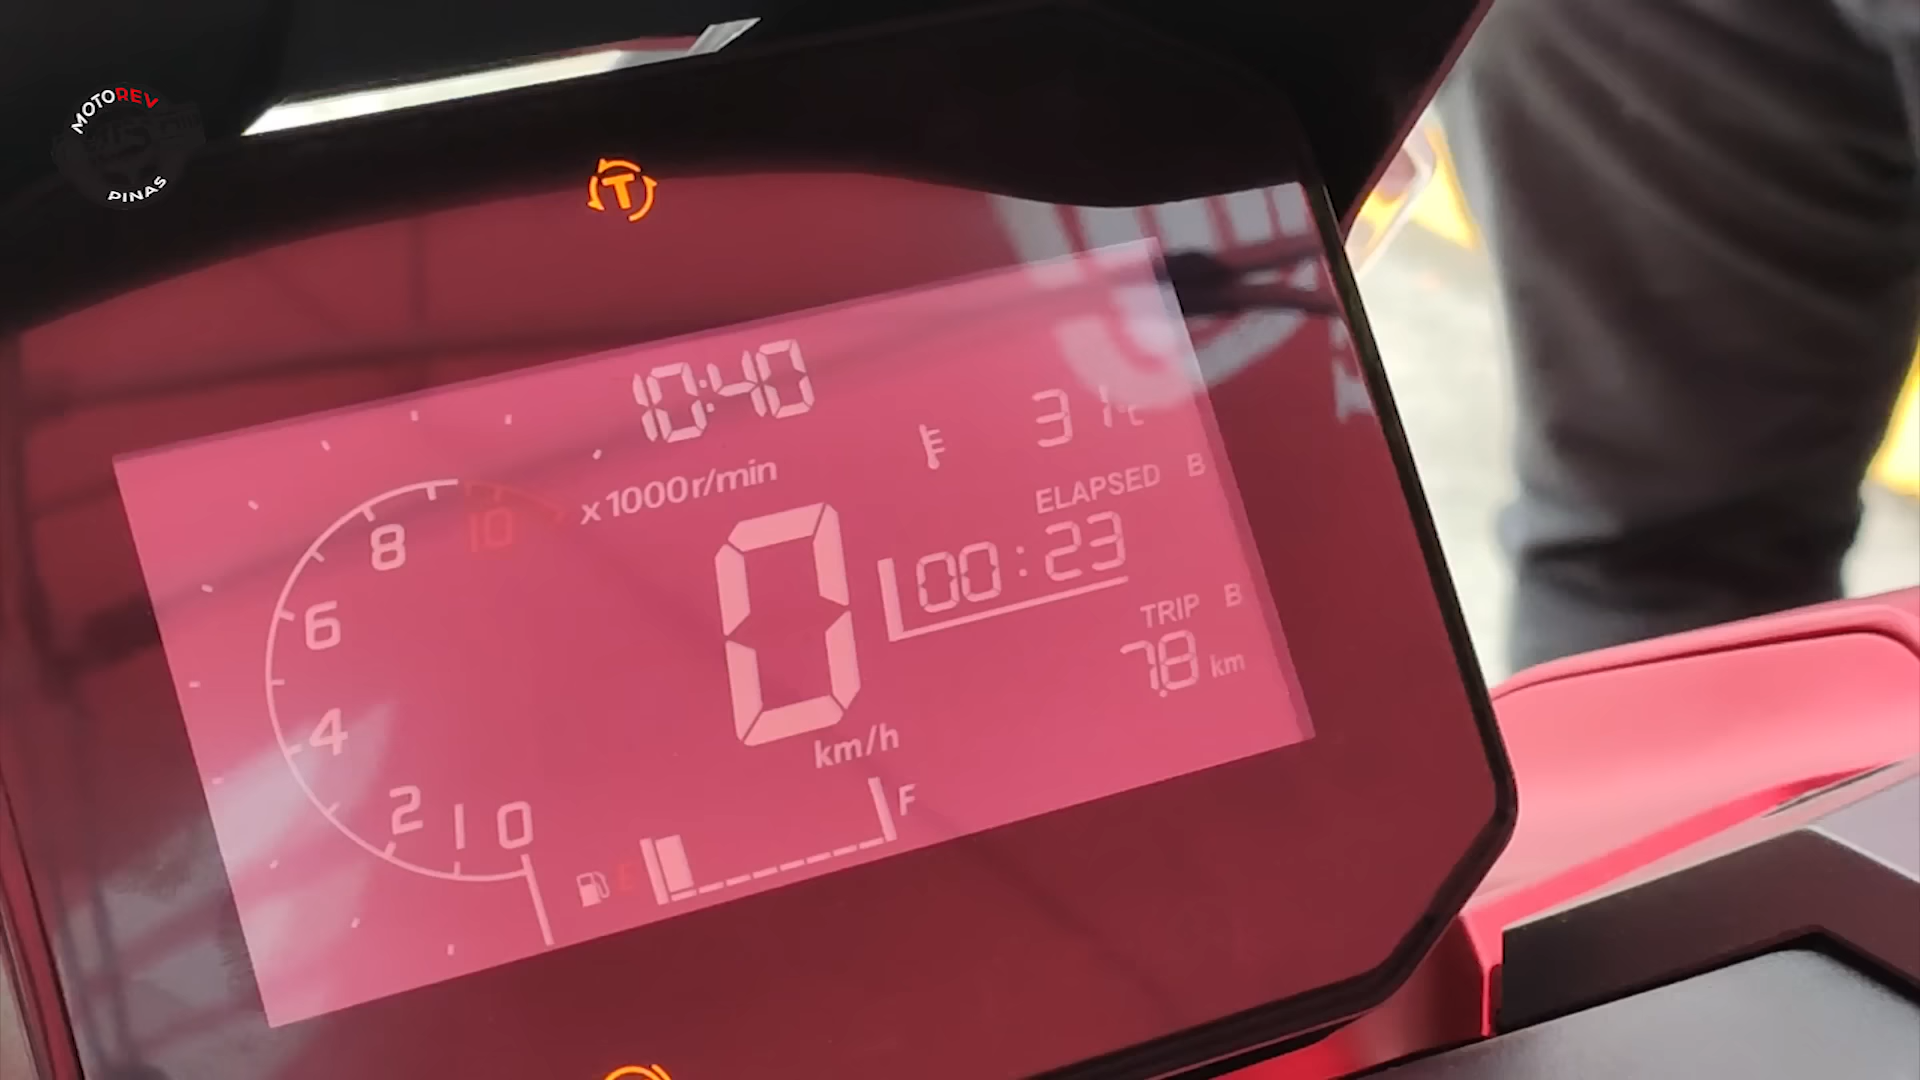 MOTOREV
PINAS
T
10:40
x1000r/min
31°C
ELAPSED B
00:23
TRIP B
7.8 km
0
km/h
10
8
6
4
2 1 0
E
F